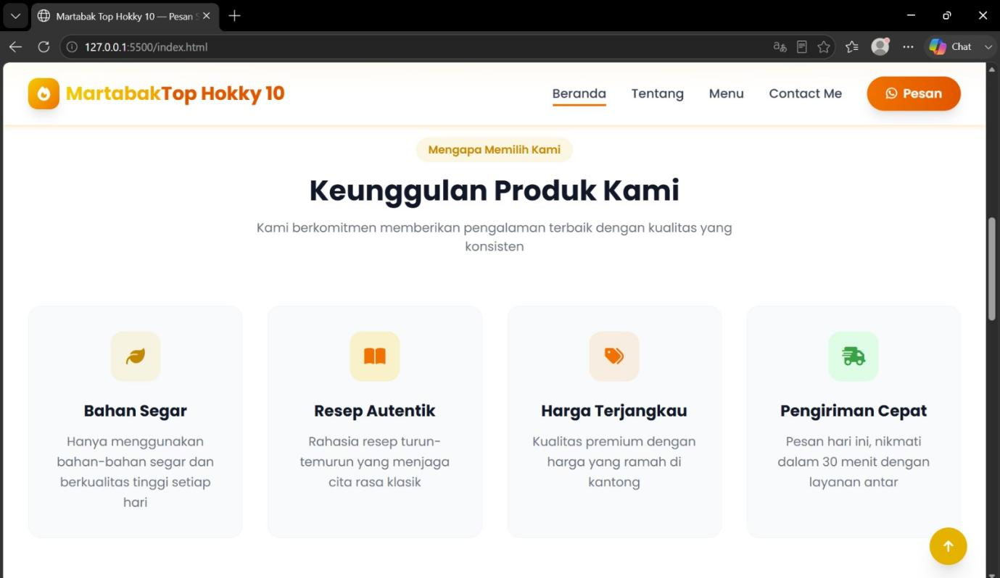 Martabak Top Hokky 10 — Pesan
127.0.0.1:5500/index.html
Chat
MartabakTop Hokky 10
Beranda
Tentang
Menu
Contact Me
Pesan
Mengapa Memilih Kami
Keunggulan Produk Kami
Kami berkomitmen memberikan pengalaman terbaik dengan kualitas yang
konsisten
Bahan Segar
Hanya menggunakan
bahan-bahan segar dan
berkualitas tinggi setiap
hari
Resep Autentik
Rahasia resep turun-
temurun yang menjaga
cita rasa klasik
Harga Terjangkau
Kualitas premium dengan
harga yang ramah di
kantong
Pengiriman Cepat
Pesan hari ini, nikmati
dalam 30 menit dengan
layanan antar